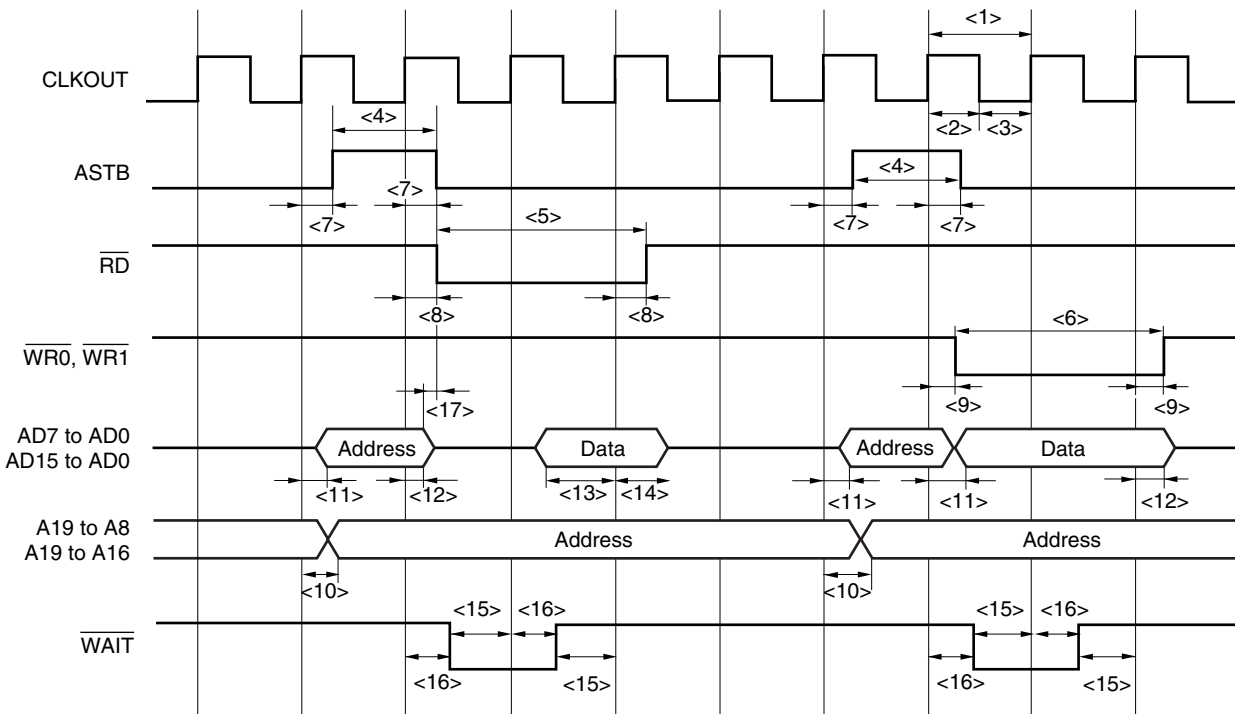 <1>
CLKOUT
<4>
<2>
<3>
ASTB
<7>
<4>
<7>
<5>
<7>
<7>
RD
<8>
<8>
<6>
WR0, WR1
<17>
<9>
<9>
AD7 to AD0
AD15 to AD0
Address
Data
Address
Data
<11>
<12>
<13>
<14>
<11>
<11>
<12>
A19 to A8
A19 to A16
Address
Address
<10>
<10>
<15>
<16>
<15>
<16>
WAIT
<16>
<15>
<16>
<15>